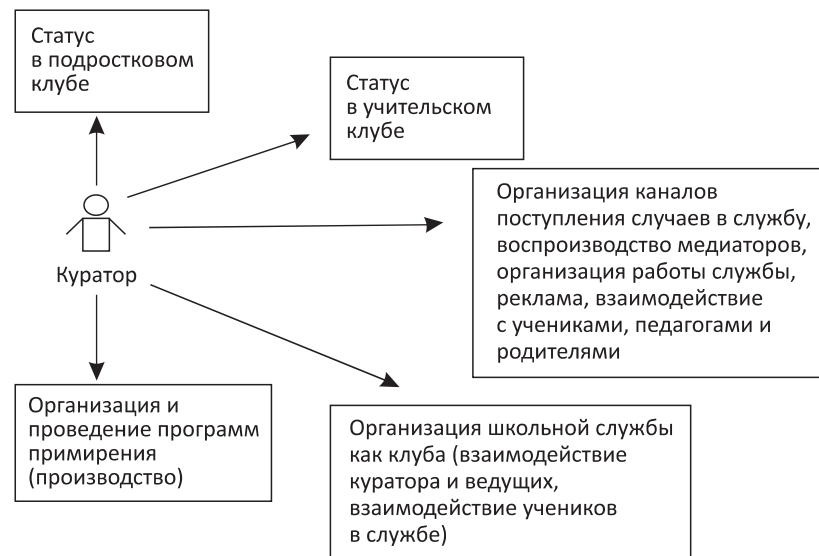 Статус
в подростковом
клубе
Статус
в учительском
клубе
Организация каналов
поступления случаев в службу,
воспроизводство медиаторов,
организация работы службы,
реклама, взаимодействие
с учениками, педагогами и
родителями
Куратор
Организация и
проведение программ
примирения
(производство)
Организация школьной службы
как клуба (взаимодействие
куратора и ведущих,
взаимодействие учеников
в службе)